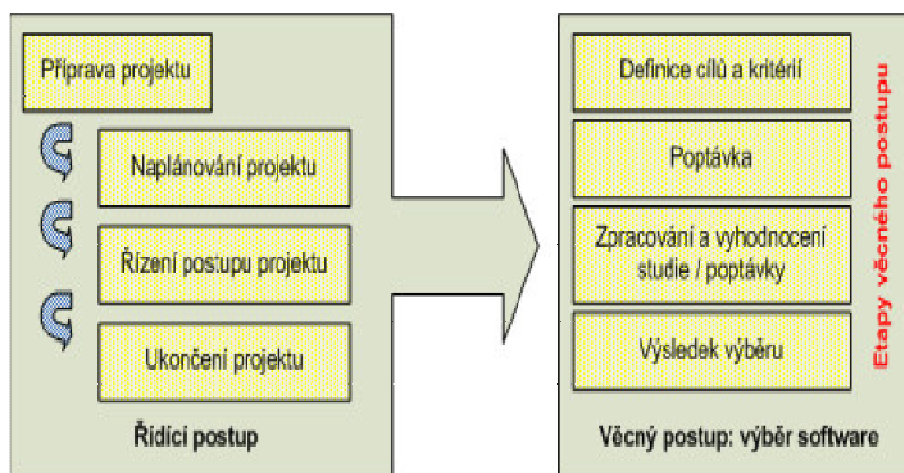 Příprava projektu
Naplánování projektu
Řízení postupu projektu
Ukončení projektu
Řídící postup
Definice cílů a kritérií
Poptávka
Zpracování a vyhodnocení
studie / poptávky
Výsledek výběru
Věcný postup: výběr software
Etapy věcného postupu